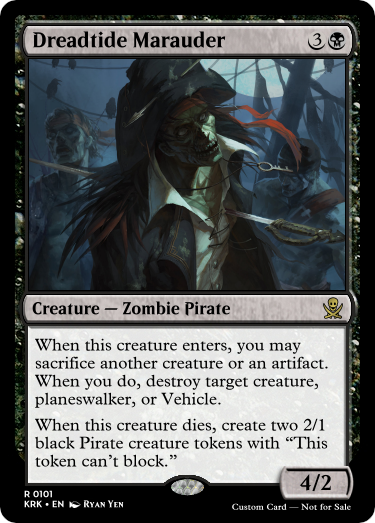 Dreadtide Marauder 3
Creature — Zombie Pirate
When this creature enters, you may
sacrifice another creature or an artifact.
When you do, destroy target creature,
planeswalker, or Vehicle.
When this creature dies, create two 2/1
black Pirate creature tokens with “This
token can’t block.”
4/2
R 0101
KRK • EN Ryan Yen
Custom Card — Not for Sale